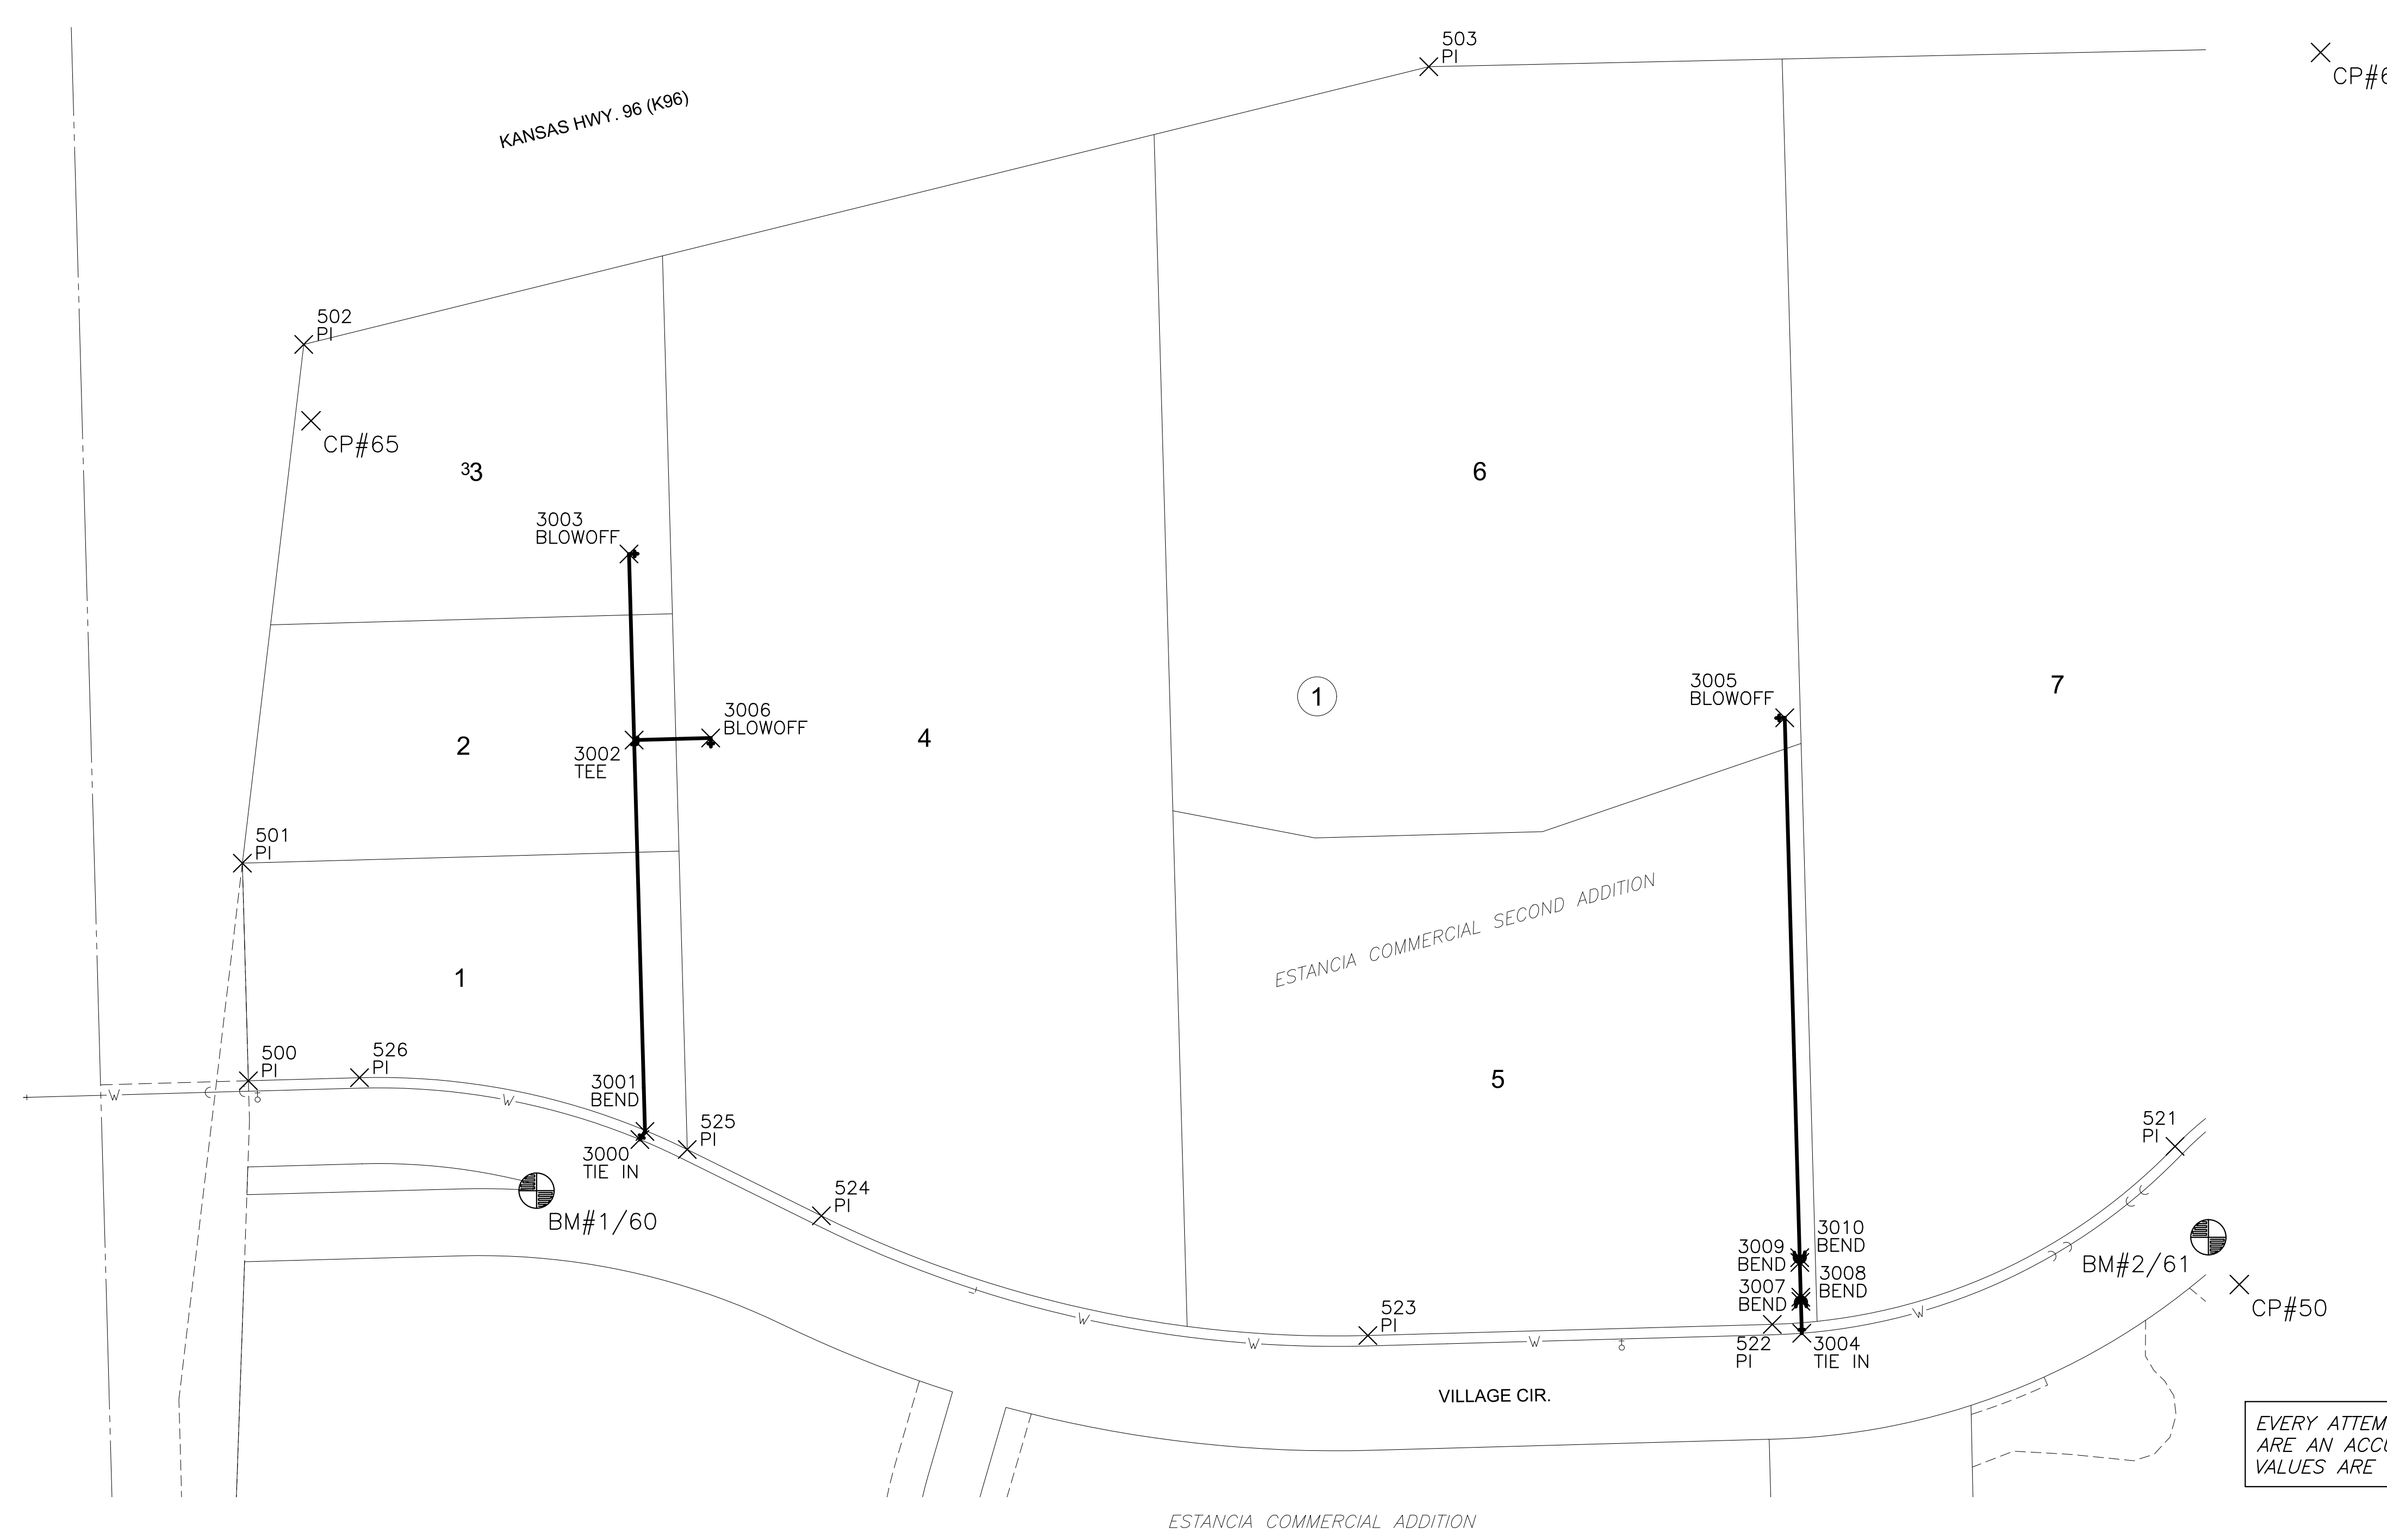 503
PI
CP#6
KANSAS HWY. 96 (K96)
502
PI
CP#65
33
6
3003
BLOWOFF
3005
BLOWOFF
7
1
3006
BLOWOFF
2
4
3002
TEE
501
PI
ESTANCIA COMMERCIAL SECOND ADDITION
1
500
PI
526
PI
3001
BEND
5
525
PI
521
PI
3000
TIE IN
524
PI
BM#1/60
3009
BEND
3010
BEND
BM#2/61
3007
BEND
3008
BEND
CP#50
523
PI
522
PI
3004
TIE IN
W
W
W
W
W
W
VILLAGE CIR.
EVERY ATTEM
ARE AN ACCU
VALUES ARE
ESTANCIA COMMERCIAL ADDITION